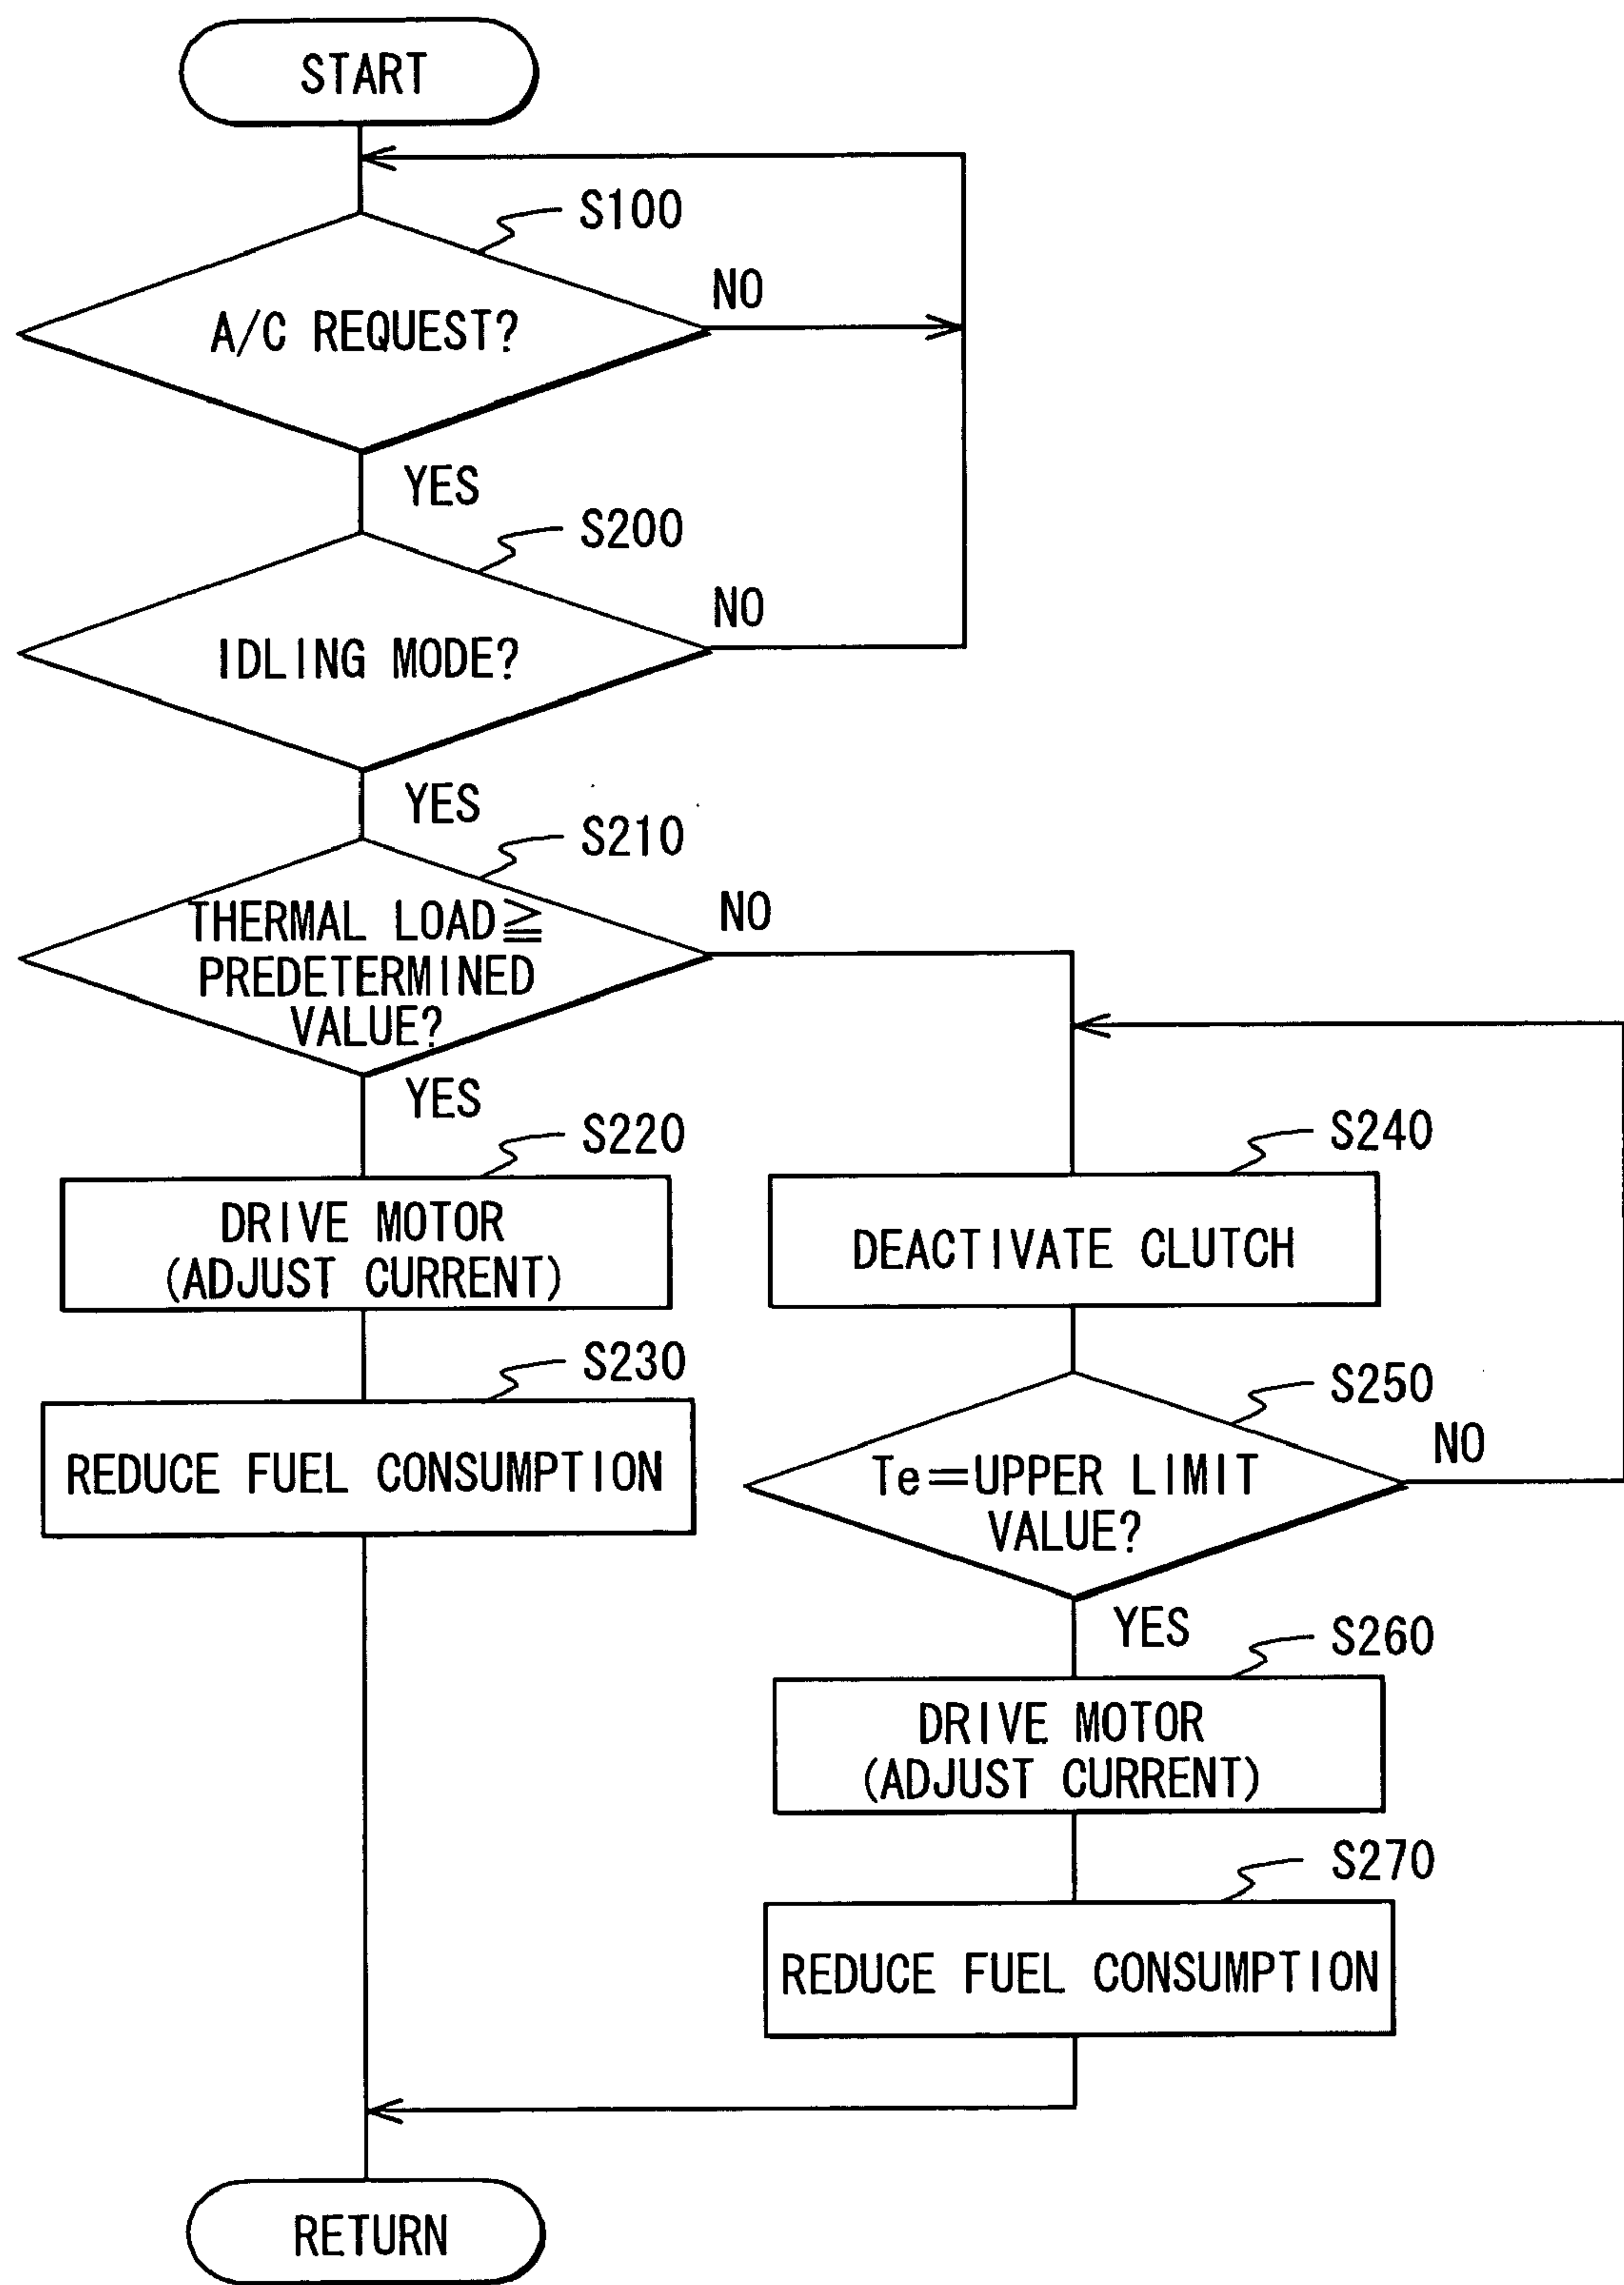 START
S100
A/C REQUEST?
NO
YES
S200
IDLING MODE?
NO
YES
S210
THERMAL LOAD≧
PREDETERMINED
VALUE?
NO
YES
S220
DRIVE MOTOR
(ADJUST CURRENT)
S230
REDUCE FUEL CONSUMPTION
S240
DEACTIVATE CLUTCH
S250
Te=UPPER LIMIT
VALUE?
NO
YES
S260
DRIVE MOTOR
(ADJUST CURRENT)
S270
REDUCE FUEL CONSUMPTION
RETURN